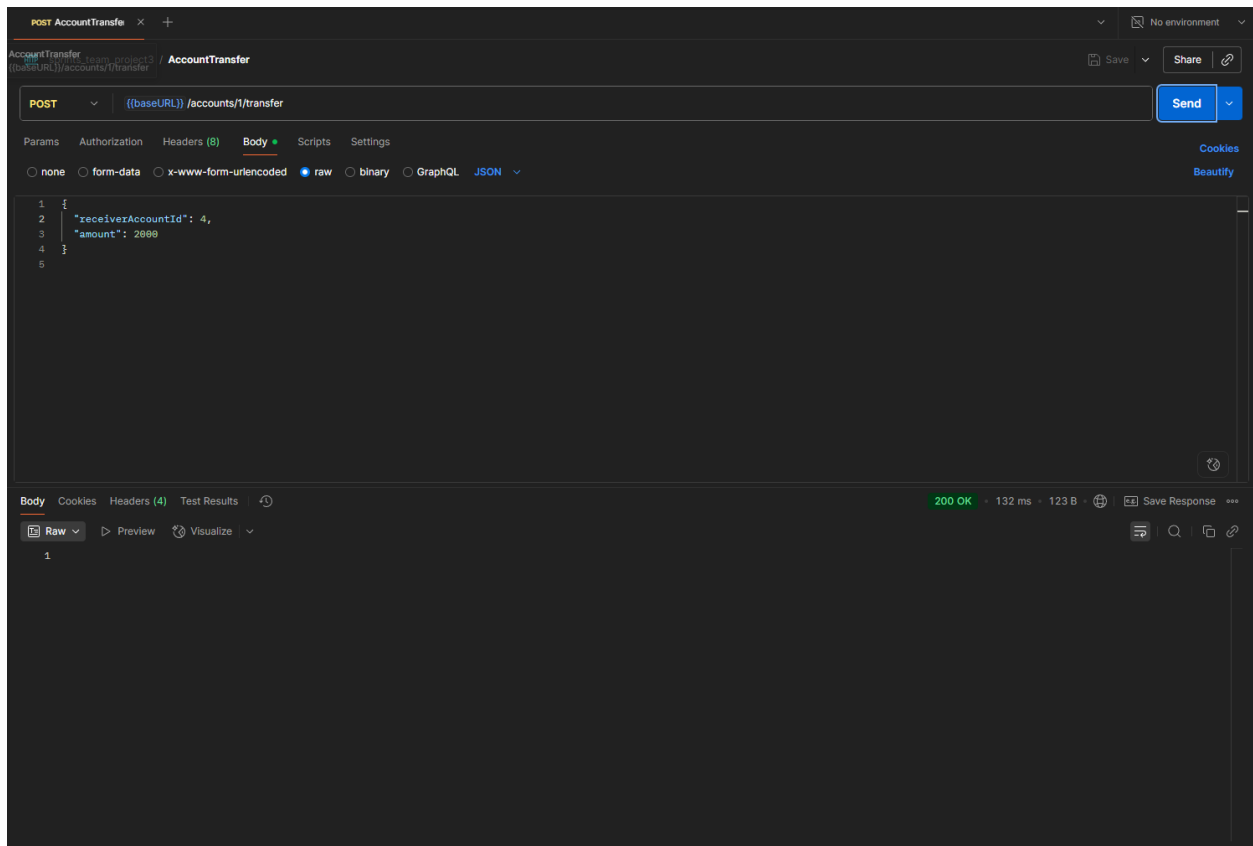 POST AccountTransfe
No environment
AccountTransfer
{{baseURL}}/accounts/1/transfer
sprints_team_project3 / AccountTransfer
Save
Share
POST {{baseURL}} /accounts/1/transfer
Send
Params Authorization Headers (8) Body Scripts Settings
Cookies
none form-data x-www-form-urlencoded raw binary GraphQL JSON
Beautify
1 {
2 "receiverAccountId": 4,
3 "amount": 2000
4 }
5
Body Cookies Headers (4) Test Results
200 OK 132 ms 123 B
Save Response
Raw Preview Visualize
1